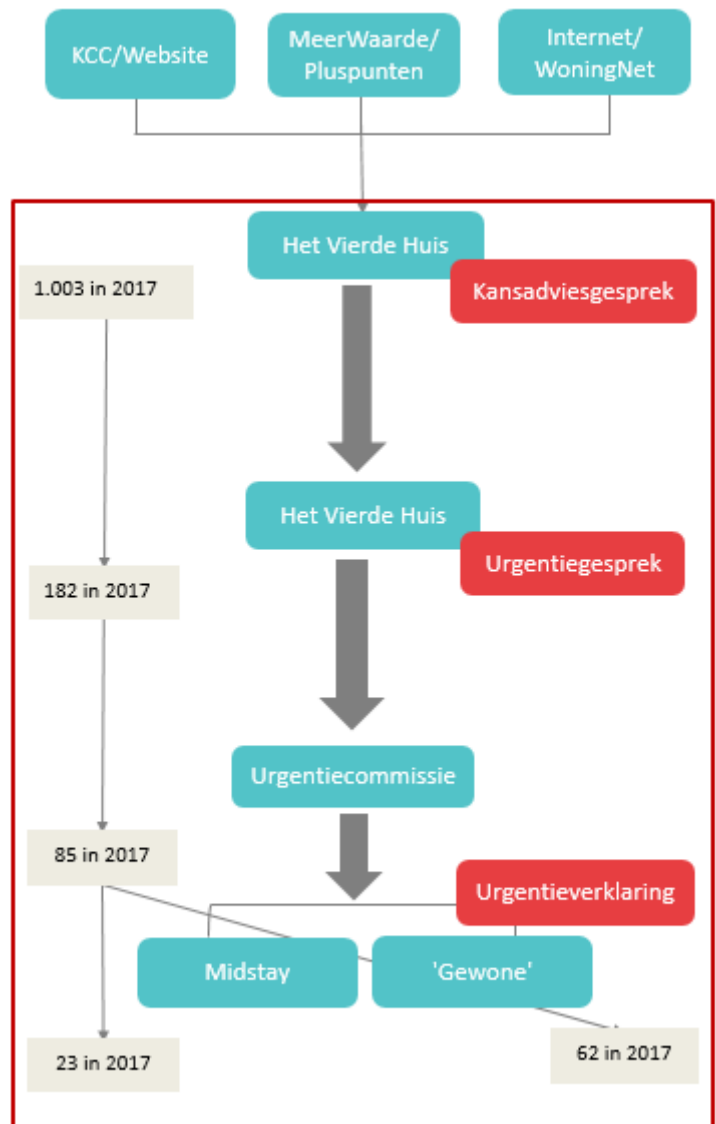 KCC/Website
MeerWaarde/
Pluspunten
Internet/
WoningNet
Het Vierde Huis
Kansadviesgesprek
1.003 in 2017
Het Vierde Huis
Urgentiegesprek
182 in 2017
Urgentiecommissie
85 in 2017
Urgentieverklaring
Midstay
'Gewone'
23 in 2017
62 in 2017